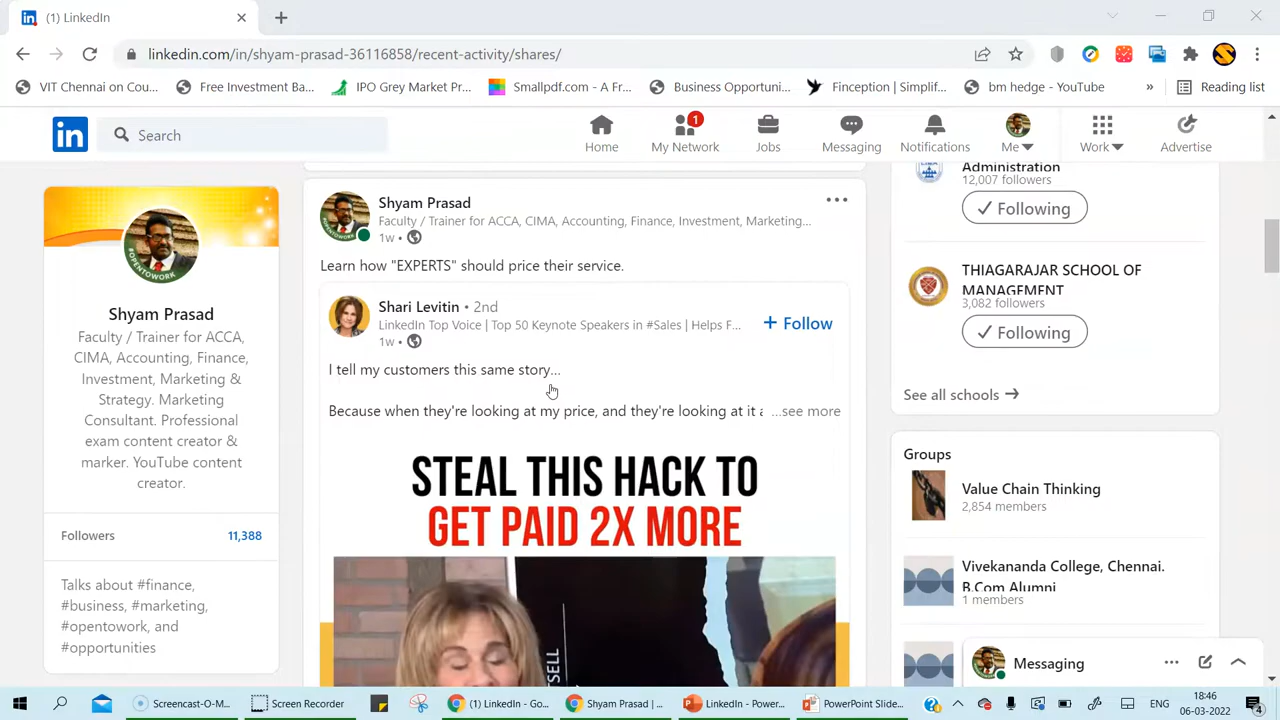 (1) LinkedIn
linkedin.com/in/shyam-prasad-36116858/recent-activity/shares/
VIT Chennai on Cou...
Free Investment Ba...
IPO Grey Market Pr...
Smallpdf.com - A Fr...
Business Opportuni...
Finception | Simplif...
bm hedge - YouTube
»
Reading list
in
Search
Home
1
My Network
Jobs
Messaging
Notifications
Me
Work
Advertise
#OPENTOWORK
Shyam Prasad
Faculty / Trainer for ACCA,
CIMA, Accounting, Finance,
Investment, Marketing &
Strategy. Marketing
Consultant. Professional
exam content creator &
marker. YouTube content
creator.
Followers 11,388
Talks about #finance,
#business, #marketing,
#opentowork, and
#opportunities
Shyam Prasad
Faculty / Trainer for ACCA, CIMA, Accounting, Finance, Investment, Marketing...
1w •
Learn how "EXPERTS" should price their service.
Shari Levitin • 2nd
LinkedIn Top Voice | Top 50 Keynote Speakers in #Sales | Helps F...
1w •
+ Follow
I tell my customers this same story...
Because when they're looking at my price, and they're looking at it a ...see more
STEAL THIS HACK TO
GET PAID 2X MORE
Administration
12,007 followers
Following
THIAGARAJAR SCHOOL OF
MANAGEMENT
3,082 followers
Following
See all schools
Groups
Value Chain Thinking
2,854 members
Vivekananda College, Chennai.
B.Com Alumni
1 members
Messaging
Screencast-O-M...
Screen Recorder
(1) LinkedIn - Go...
Shyam Prasad | ...
LinkedIn - Power...
PowerPoint Slide...
ENG
18:46
06-03-2022
4